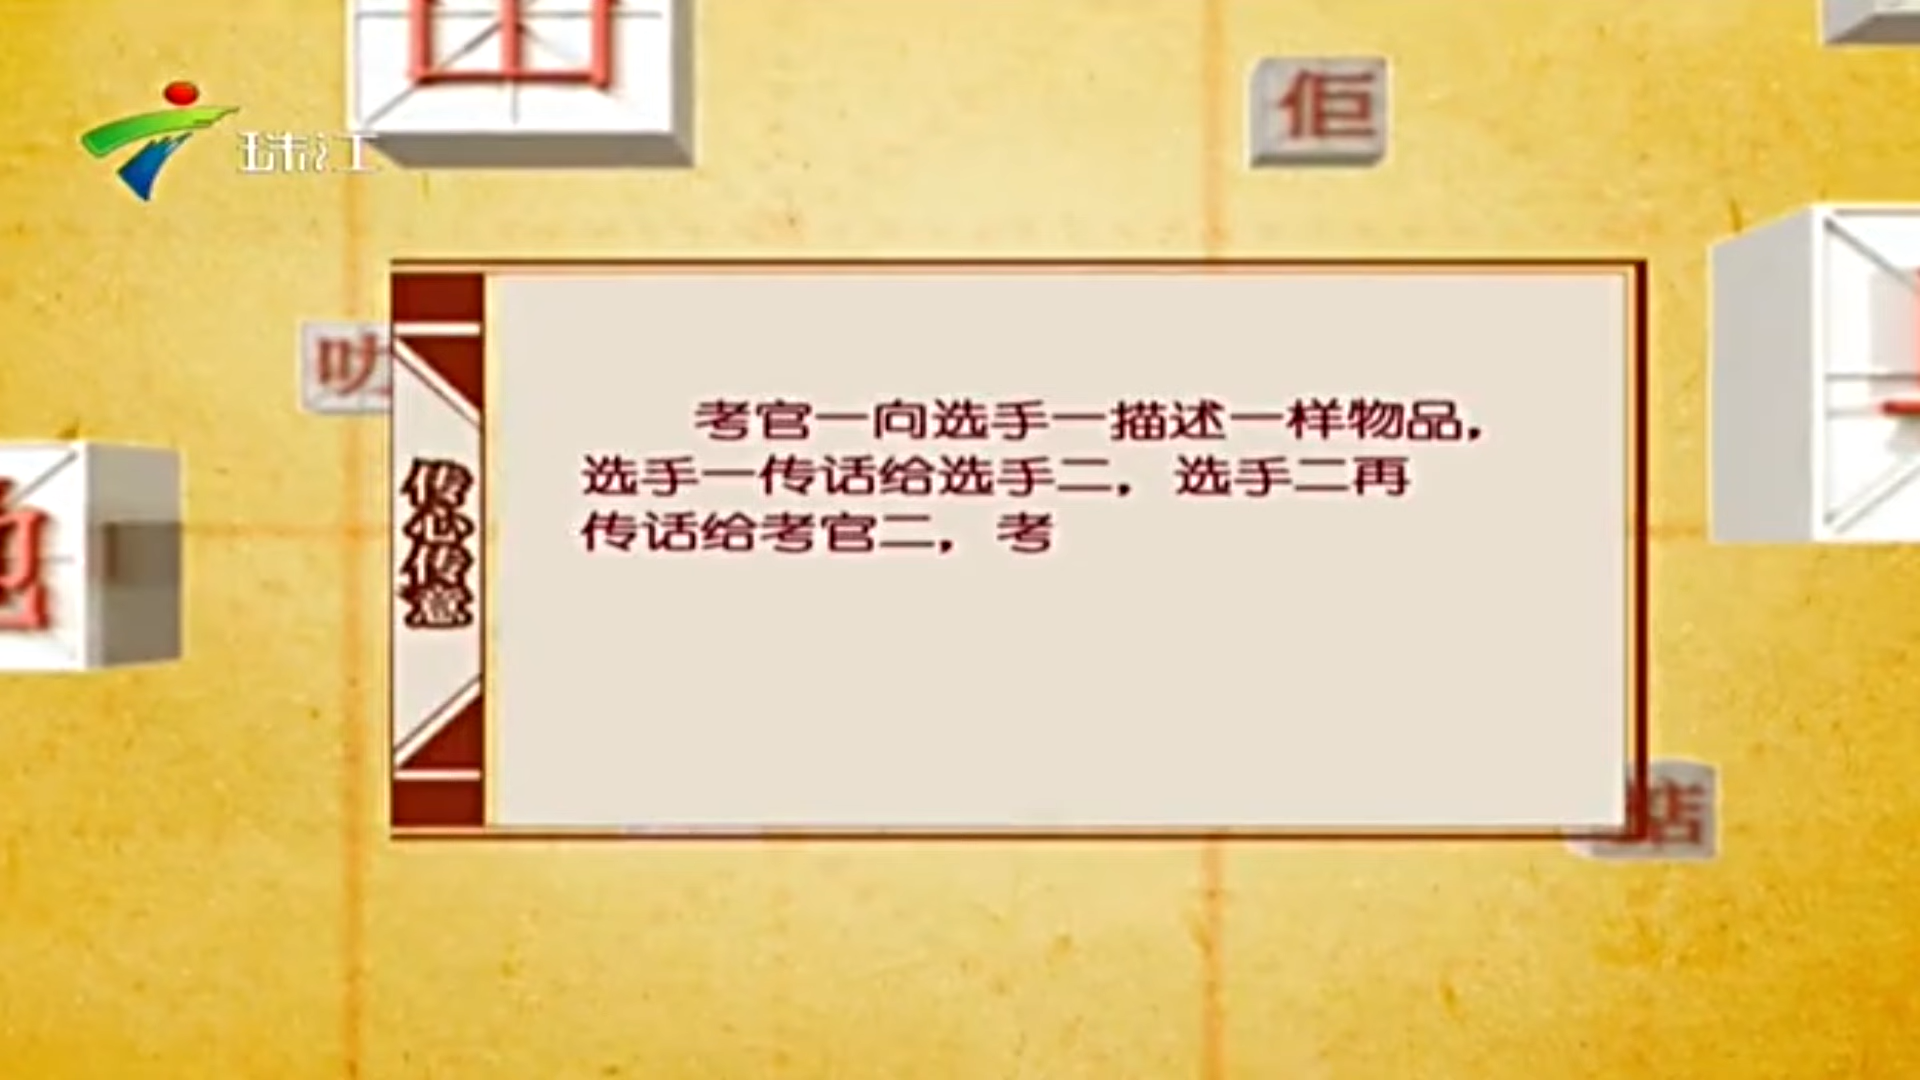 珠江
佢
呔
传心传意
考官一向选手一描述一样物品，
选手一传话给选手二，选手二再
传话给考官二，考